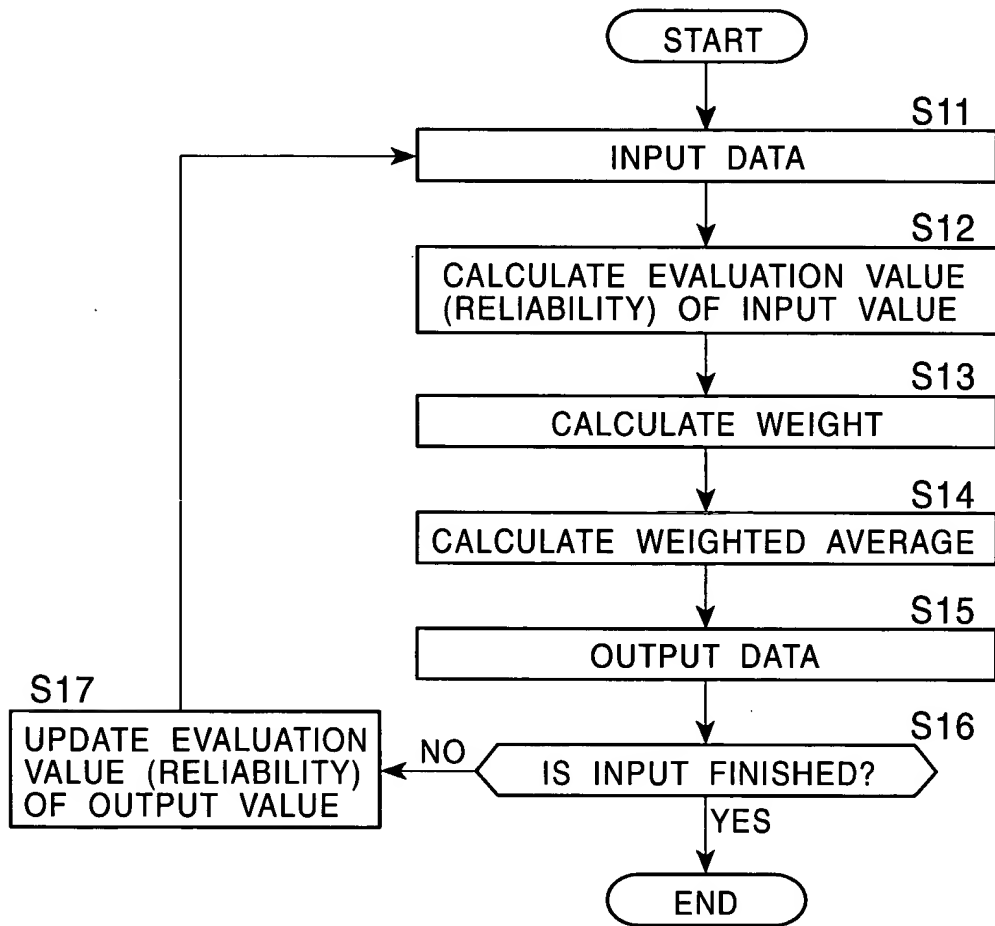 START
S11
INPUT DATA
S12
CALCULATE EVALUATION VALUE
(RELIABILITY) OF INPUT VALUE
S13
CALCULATE WEIGHT
S14
CALCULATE WEIGHTED AVERAGE
S15
OUTPUT DATA
S16
IS INPUT FINISHED?
NO
S17
UPDATE EVALUATION
VALUE (RELIABILITY)
OF OUTPUT VALUE
YES
END